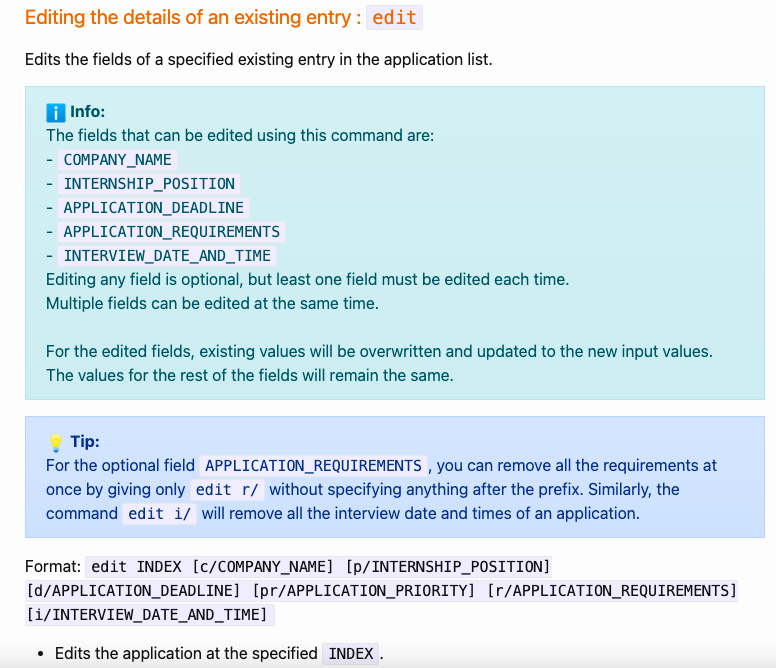 Editing the details of an existing entry : edit
Edits the fields of a specified existing entry in the application list.
Info:
The fields that can be edited using this command are:
- COMPANY_NAME
- INTERNSHIP_POSITION
- APPLICATION_DEADLINE
- APPLICATION_REQUIREMENTS
- INTERVIEW_DATE_AND_TIME
Editing any field is optional, but least one field must be edited each time.
Multiple fields can be edited at the same time.
For the edited fields, existing values will be overwritten and updated to the new input values.
The values for the rest of the fields will remain the same.
Tip:
For the optional field APPLICATION_REQUIREMENTS , you can remove all the requirements at
once by giving only edit r/ without specifying anything after the prefix. Similarly, the
command edit i/ will remove all the interview date and times of an application.
Format: edit INDEX [c/COMPANY_NAME] [p/INTERNSHIP_POSITION]
[d/APPLICATION_DEADLINE] [pr/APPLICATION_PRIORITY] [r/APPLICATION_REQUIREMENTS]
[i/INTERVIEW_DATE_AND_TIME]
• Edits the application at the specified INDEX .